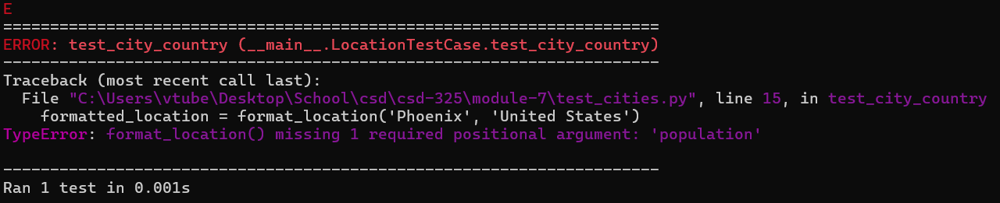 E
======================================================================
ERROR: test_city_country (__main__.LocationTestCase.test_city_country)
----------------------------------------------------------------------
Traceback (most recent call last):
  File "C:\Users\vtube\Desktop\School\csd\csd-325\module-7\test_cities.py", line 15, in test_city_country
    formatted_location = format_location('Phoenix', 'United States')
TypeError: format_location() missing 1 required positional argument: 'population'

----------------------------------------------------------------------
Ran 1 test in 0.001s